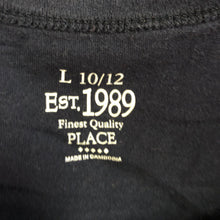 L 10/12
EST. 1989
Finest Quality
PLACE
MADE IN CAMBODIA